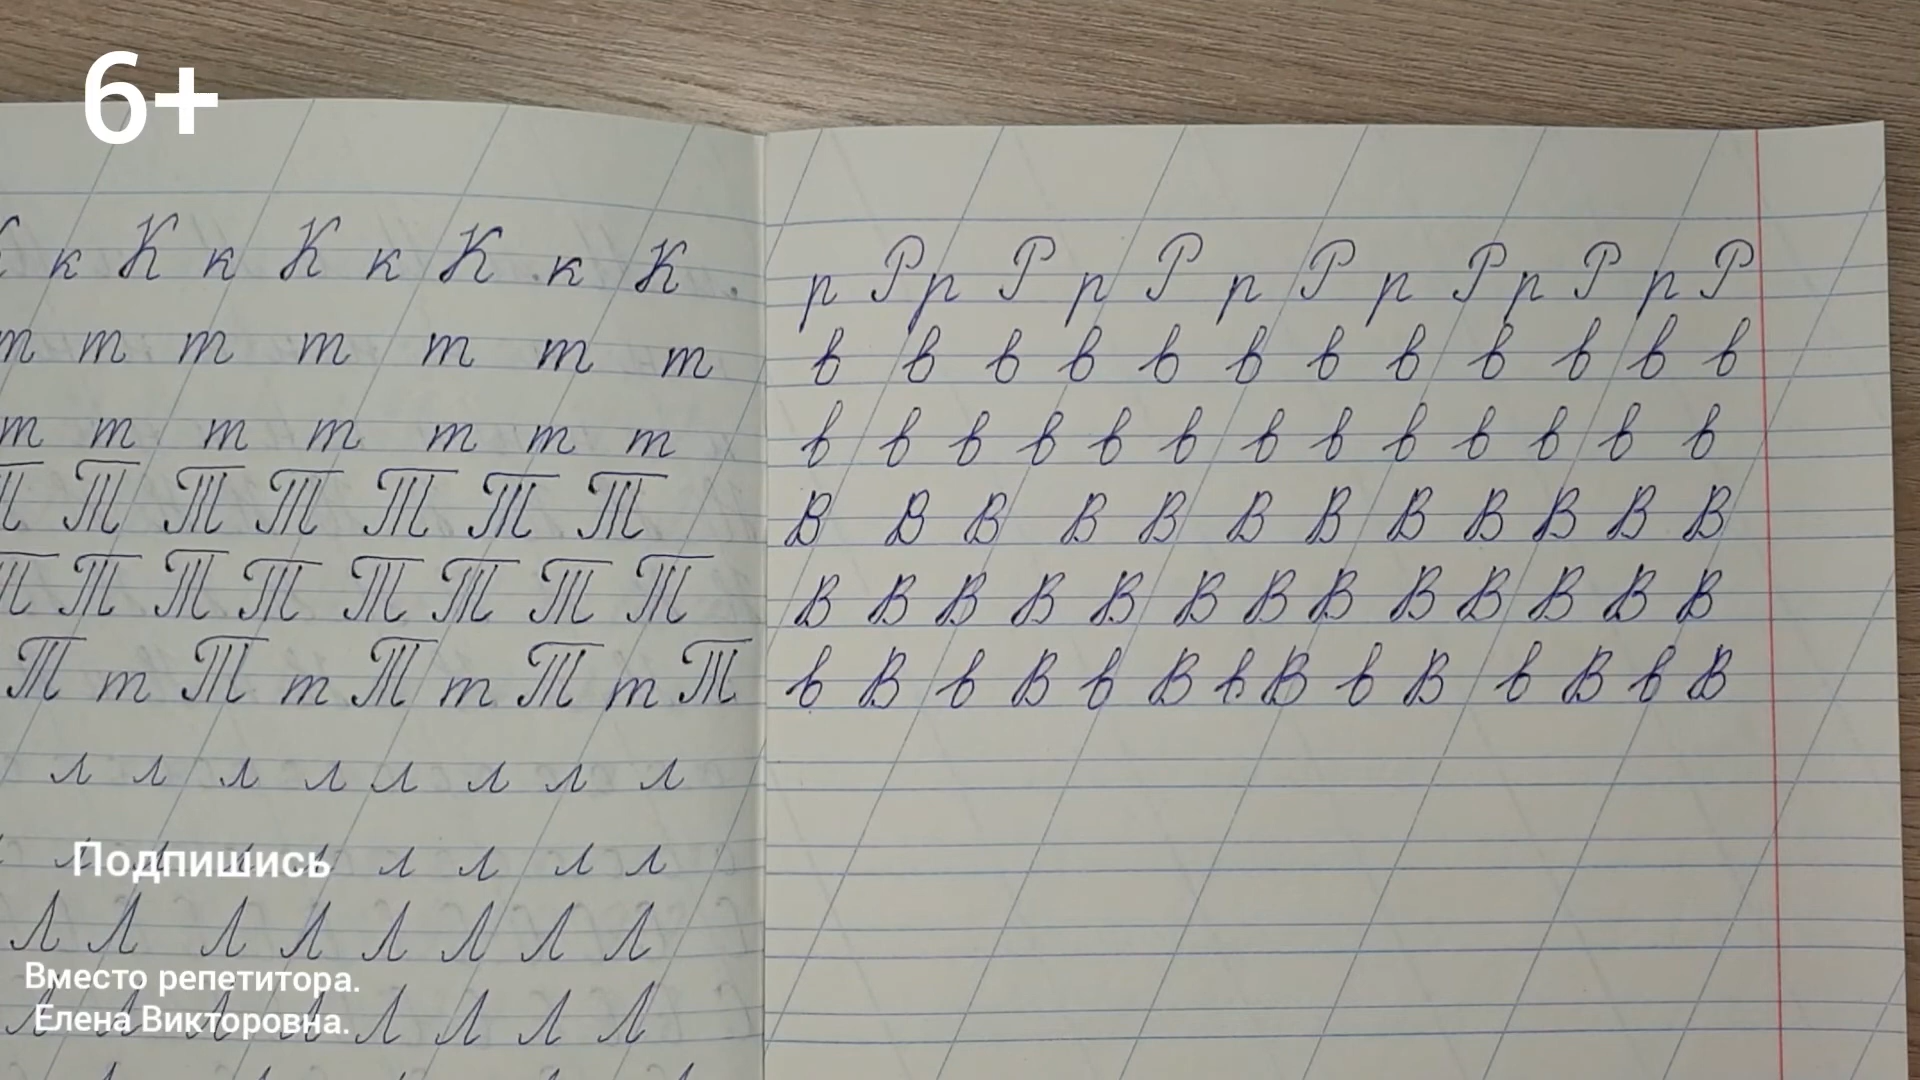 6+
К к К к К к К к К
т т т т т т т
т т т т т т т
Т Т Т Т Т Т Т
Т Т Т Т Т Т Т Т
Т т Т т Т т Т т Т
л л л л л л л л
л л л л л л л л
Л Л Л Л Л Л Л Л
Л Л Л Л Л Л Л Л
р Р р Р р Р р Р р Р р Р р Р
в в в в в в в в в в в в
в в в в в в в в в в в в в
В В В В В В В В В В В В
В В В В В В В В В В В В В
в В в В в В в В в В в В в В
Подпишись
Вместо репетитора.
Елена Викторовна.